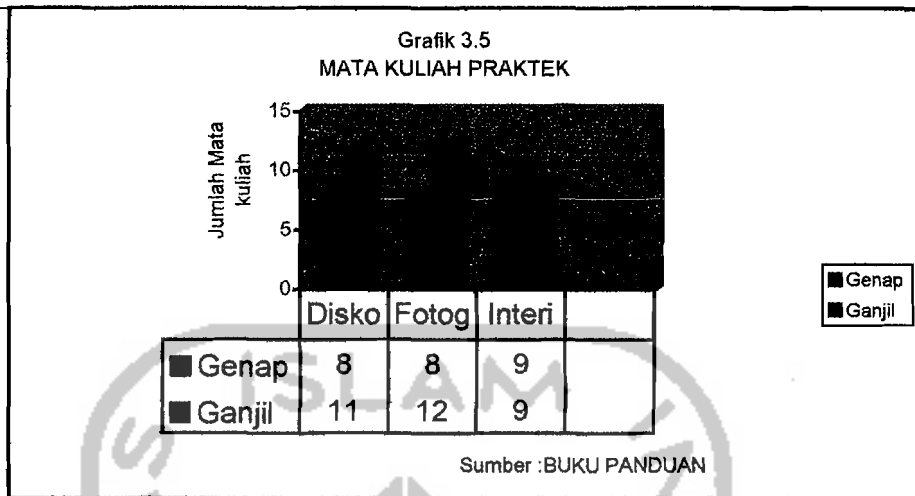 Grafik 3.5
MATA KULIAH PRAKTEK
Jumlah Mata
kuliah
15
10
5
0
Disko Fotog Interi
Genap 8 8 9
Ganjil 11 12 9
Genap
Ganjil
Sumber :BUKU PANDUAN
ISLAM